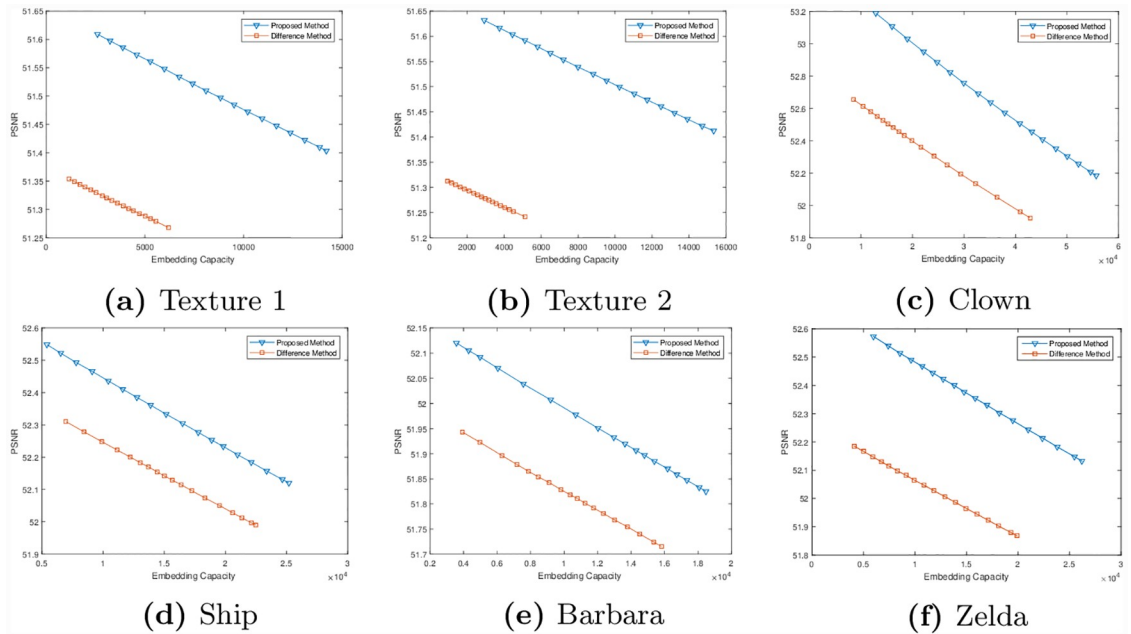 51.65
51.6
51.55
51.5
51.45
51.4
51.35
51.3
51.25
PSNR
0 5000 10000 15000
Embedding Capacity
Proposed Method
Difference Method
(a) Texture 1
51.65
51.6
51.55
51.5
51.45
51.4
51.35
51.3
51.25
51.2
PSNR
0 2000 4000 6000 8000 10000 12000 14000 16000
Embedding Capacity
Proposed Method
Difference Method
(b) Texture 2
53.2
53
52.8
52.6
52.4
52.2
52
51.8
PSNR
0 1 2 3 4 5 6
×10⁴
Embedding Capacity
Proposed Method
Difference Method
(c) Clown
52.6
52.5
52.4
52.3
52.2
52.1
52
51.9
PSNR
0.5 1 1.5 2 2.5 3
×10⁴
Embedding Capacity
Proposed Method
Difference Method
(d) Ship
52.15
52.1
52.05
52
51.95
51.9
51.85
51.8
51.75
51.7
PSNR
0.2 0.4 0.6 0.8 1 1.2 1.4 1.6 1.8 2
×10⁴
Embedding Capacity
Proposed Method
Difference Method
(e) Barbara
52.6
52.5
52.4
52.3
52.2
52.1
52
51.9
51.8
PSNR
0 0.5 1 1.5 2 2.5 3
×10⁴
Embedding Capacity
Proposed Method
Difference Method
(f) Zelda